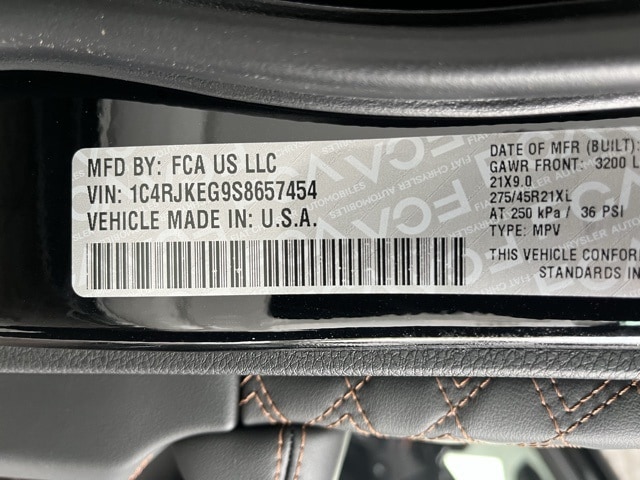 MFD BY: FCA US LLC
VIN: 1C4RJKEG9S8657454
VEHICLE MADE IN: U.S.A.
DATE OF MFR (BUILT):
GAWR FRONT: 3200 L
21X9.0
275/45R21XL
AT 250 kPa / 36 PSI
TYPE: MPV
THIS VEHICLE CONFOR
STANDARDS IN